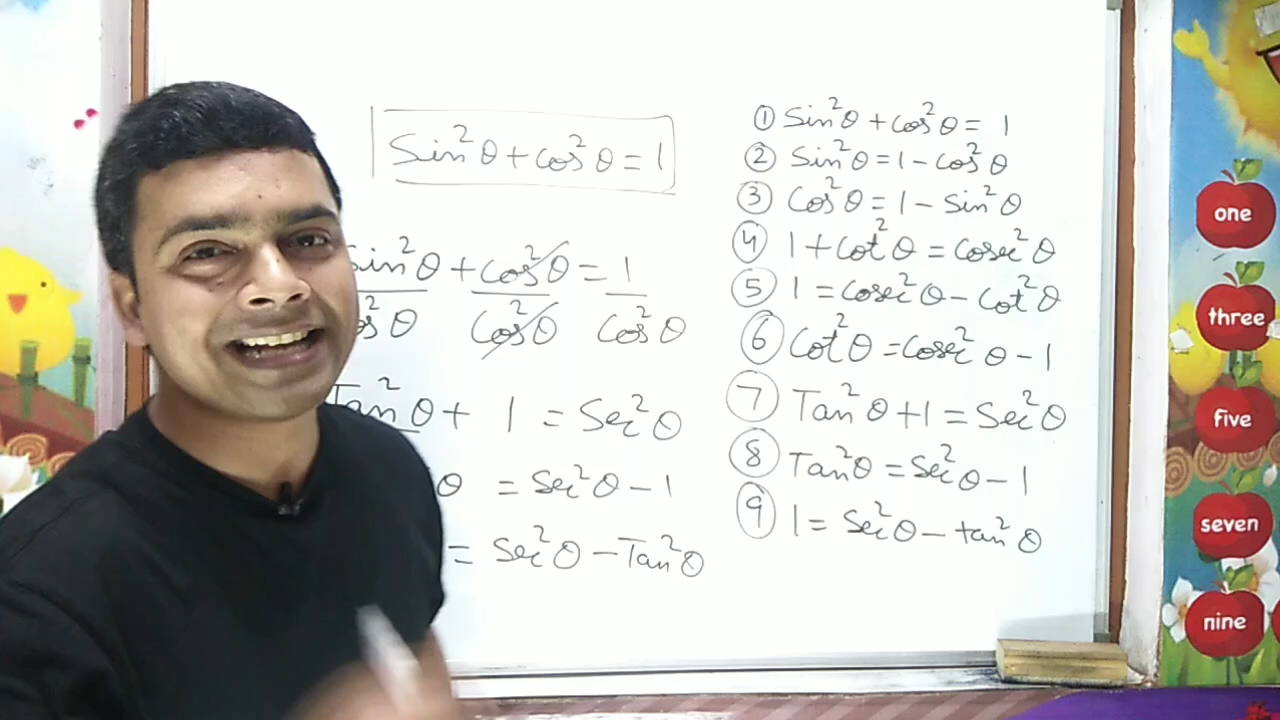 Sin²θ + cos²θ = 1
Sin²θ + cos²θ = 1
cos²θ cos²θ cos²θ
Tan²θ + 1 = Sec²θ
θ = Sec²θ − 1
= Sec²θ − Tan²θ
① Sin²θ + cos²θ = 1
② Sin²θ = 1 − cos²θ
③ Cos²θ = 1 − sin²θ
④ 1 + cot²θ = cosec²θ
⑤ 1 = cosec²θ − cot²θ
⑥ Cot²θ = cosec²θ − 1
⑦ Tan²θ + 1 = Sec²θ
⑧ Tan²θ = Sec²θ − 1
⑨ 1 = Sec²θ − tan²θ
one
three
five
seven
nine